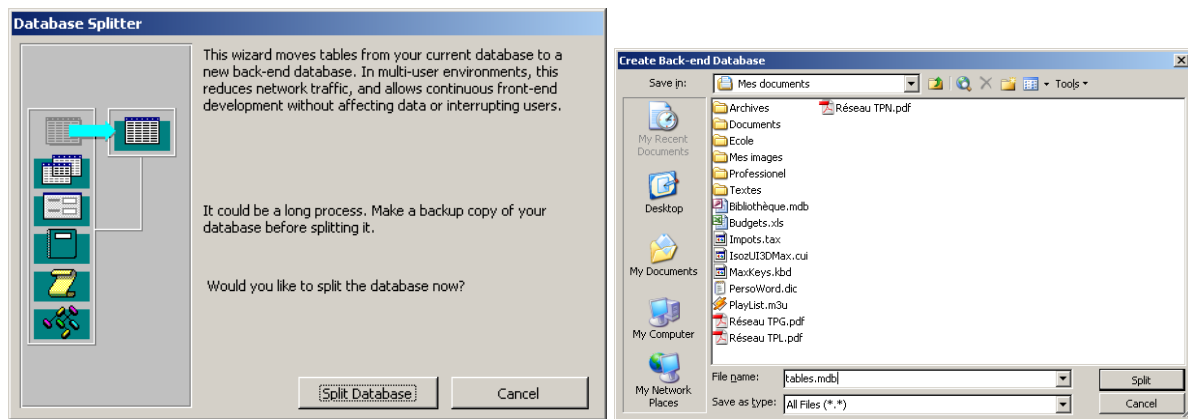 Database Splitter
This wizard moves tables from your current database to a
new back-end database. In multi-user environments, this
reduces network traffic, and allows continuous front-end
development without affecting data or interrupting users.
It could be a long process. Make a backup copy of your
database before splitting it.
Would you like to split the database now?
Split Database
Cancel
Create Back-end Database
Save in:
Mes documents
Tools
My Recent
Documents
Desktop
My Documents
My Computer
My Network
Places
Archives
Documents
Ecole
Mes images
Professionel
Textes
Bibliothèque.mdb
Budgets.xls
Impots.tax
IsozUI3DMax.cui
MaxKeys.kbd
PersoWord.dic
PlayList.m3u
Réseau TPG.pdf
Réseau TPL.pdf
Réseau TPN.pdf
File name:
tables.mdb
Split
Save as type:
All Files (*.*)
Cancel